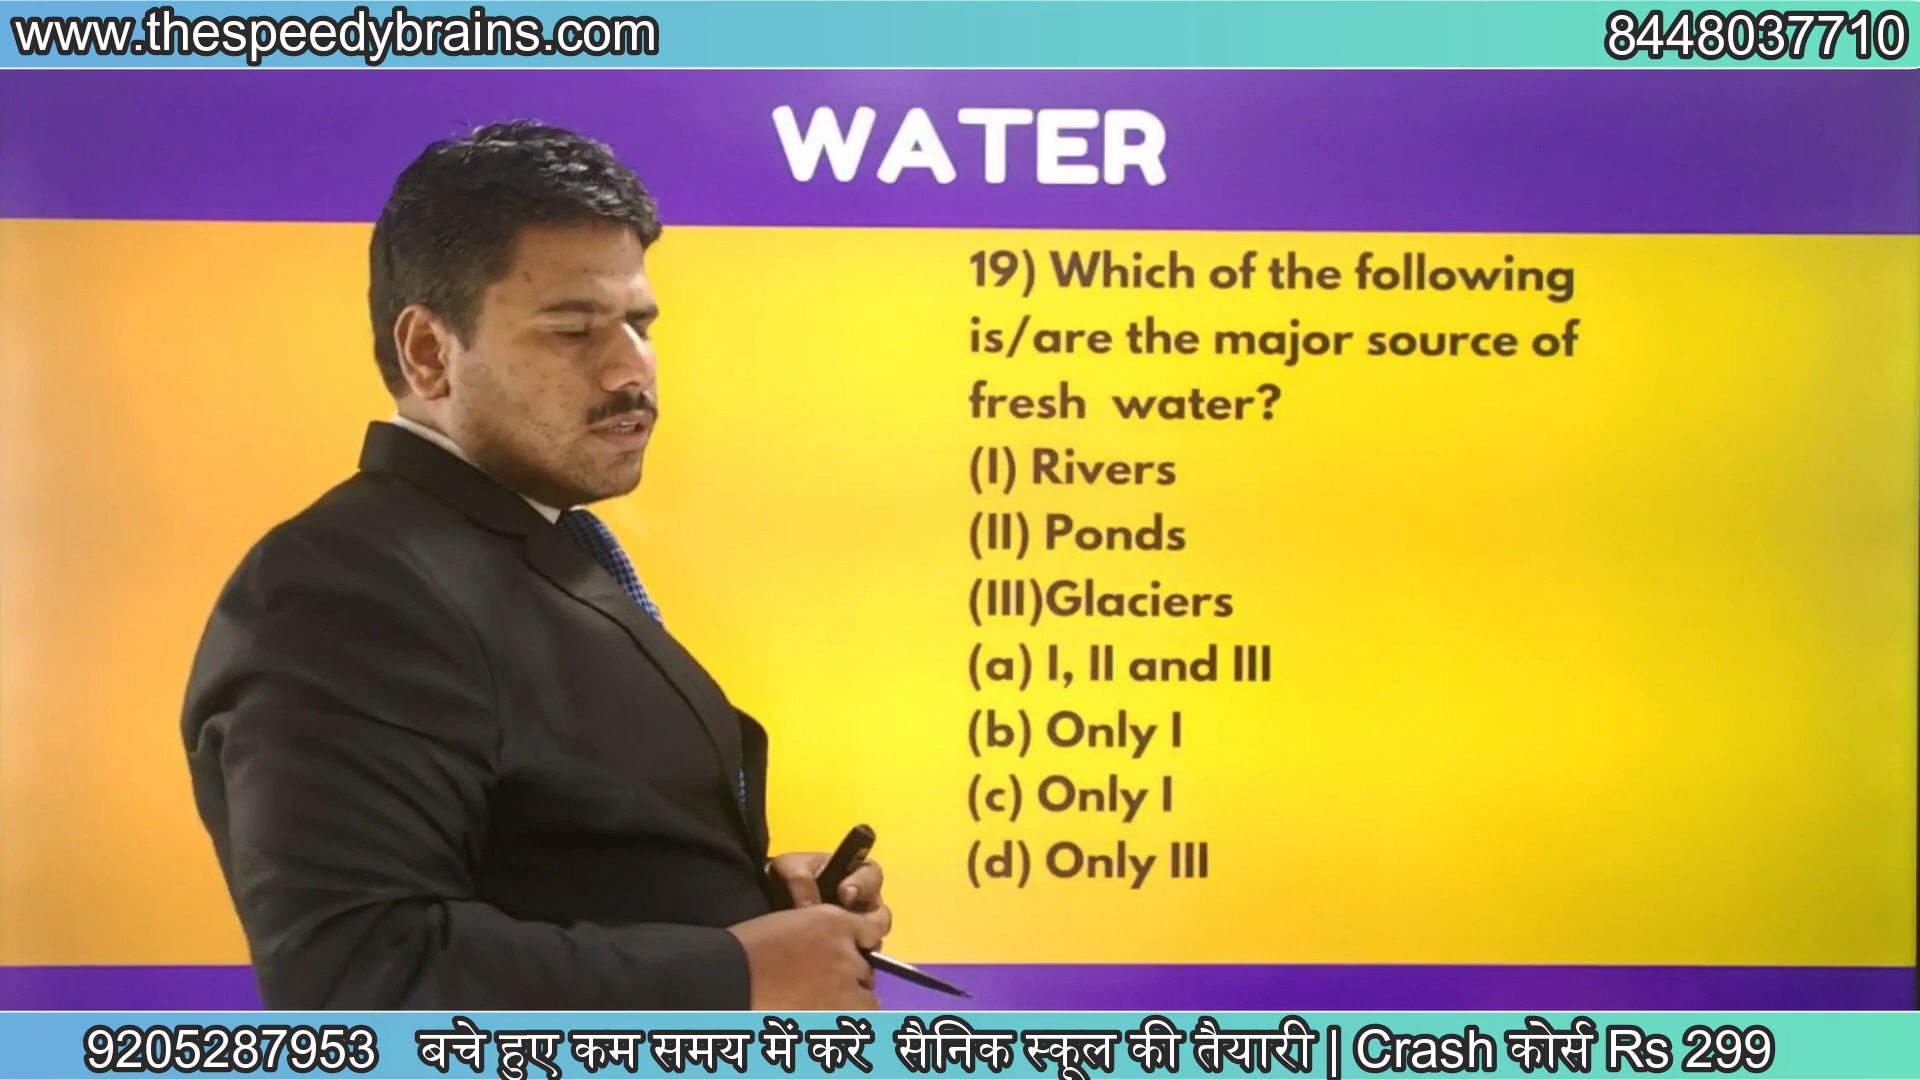 www.thespeedybrains.com
8448037710
WATER
19) Which of the following
is/are the major source of
fresh water?
(I) Rivers
(II) Ponds
(III)Glaciers
(a) I, II and III
(b) Only I
(c) Only I
(d) Only III
9205287953 बचे हुए कम समय में करें सैनिक स्कूल की तैयारी | Crash कोर्स Rs 299